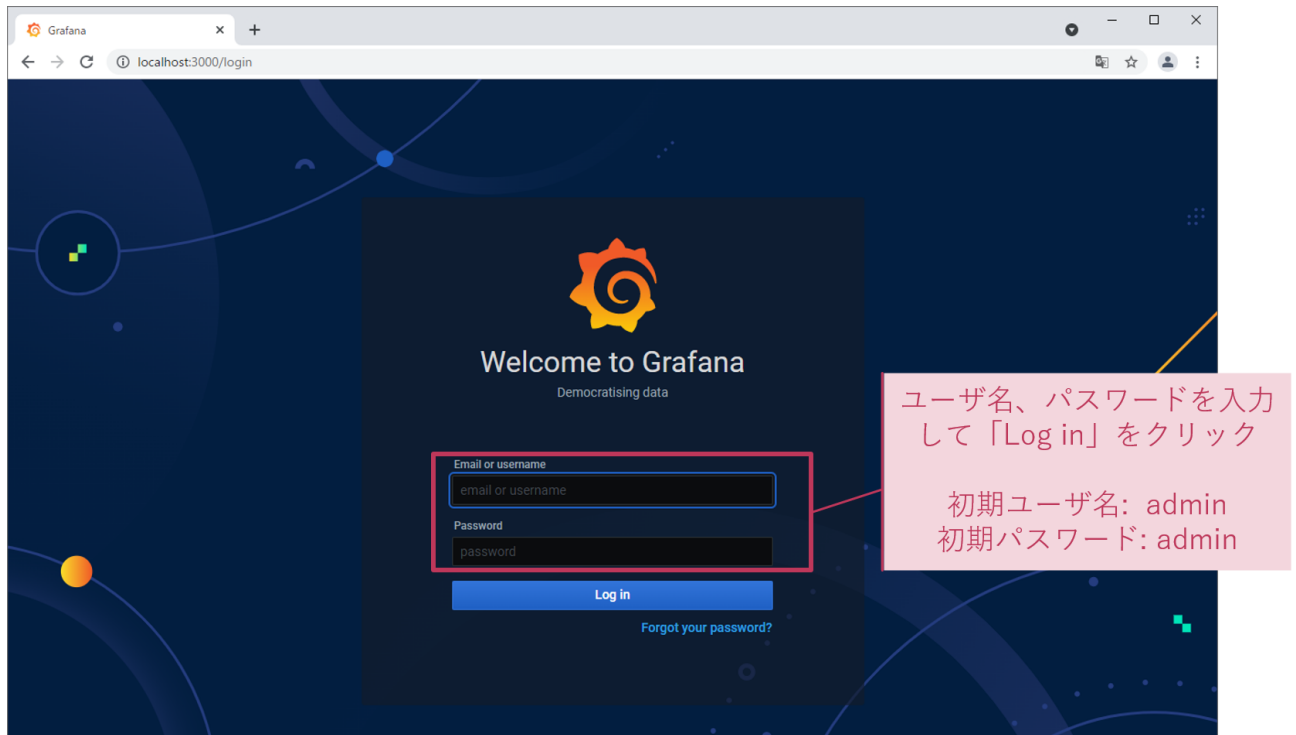 Grafana
localhost:3000/login
Welcome to Grafana
Democratising data
Email or username
email or username
Password
password
Log in
Forgot your password?
ユーザ名、パスワードを入力
して「Log in」をクリック
初期ユーザ名: admin
初期パスワード: admin